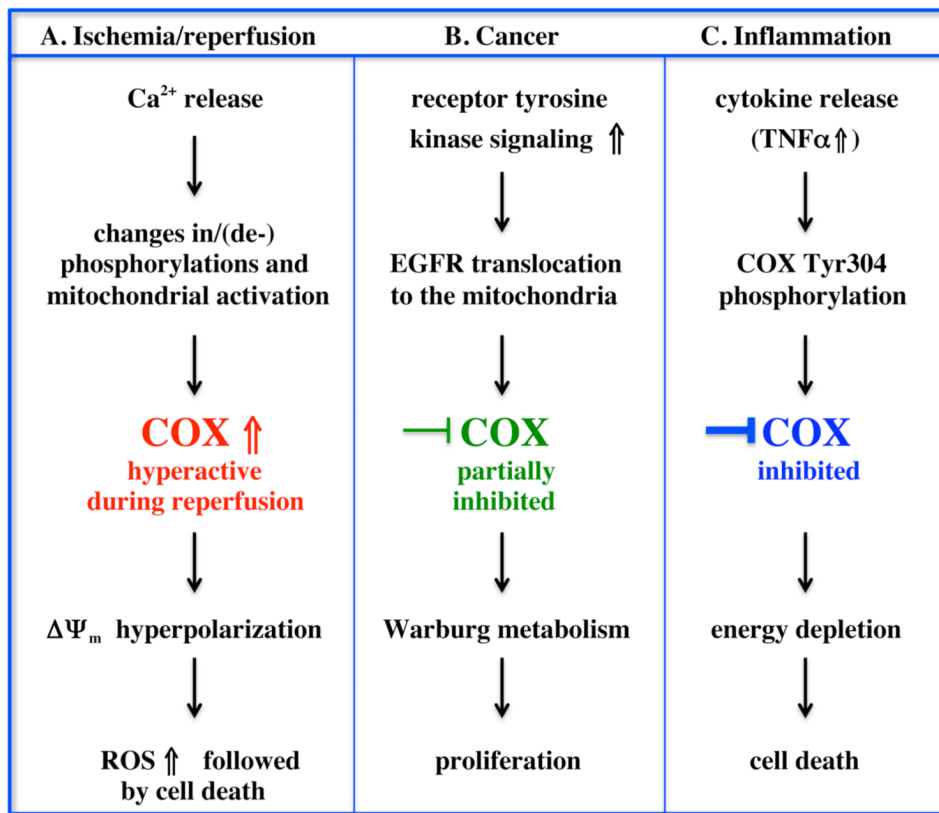 A. Ischemia/reperfusion
Ca²⁺ release
changes in/(de-)
phosphorylations and
mitochondrial activation
COX ⇑
hyperactive
during reperfusion
ΔΨm hyperpolarization
ROS ⇑ followed
by cell death
B. Cancer
receptor tyrosine
kinase signaling ⇑
EGFR translocation
to the mitochondria
COX
partially
inhibited
Warburg metabolism
proliferation
C. Inflammation
cytokine release
(TNFα⇑)
COX Tyr304
phosphorylation
COX
inhibited
energy depletion
cell death